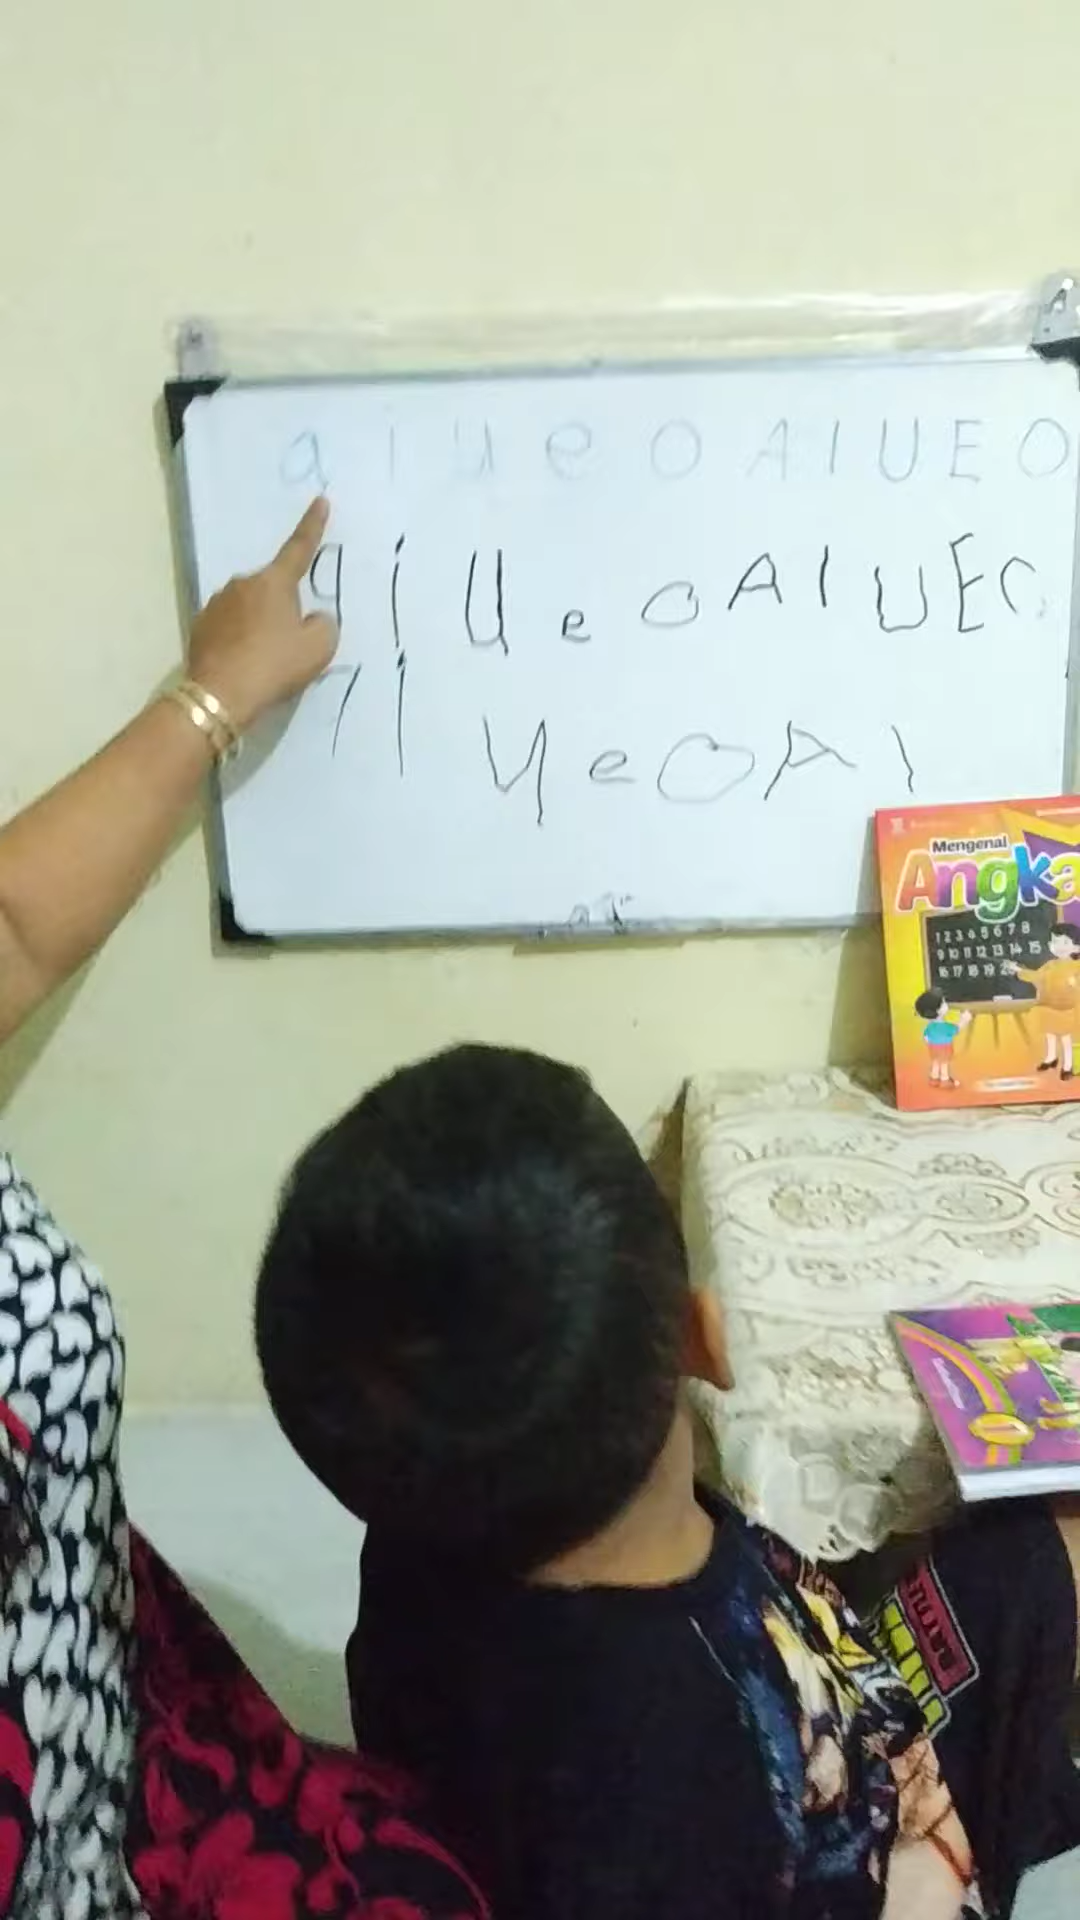 a i u e o A I U E O
a i u e o A I U E O
a i u e o A I
Mengenal
Angka
1 2 3 4 5 6 7 8
9 10 11 12 13 14 15
16 17 18 19 20